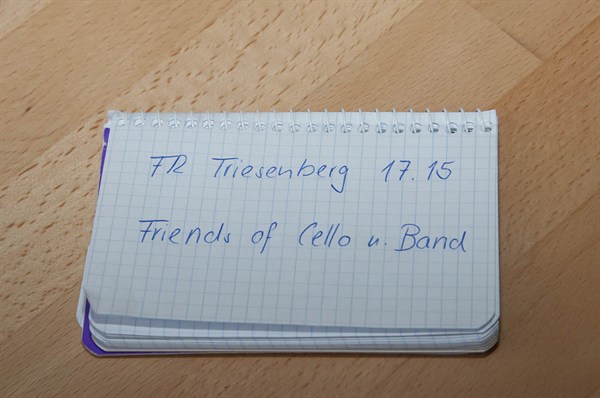 FR Triesenberg 17.15
Friends of Cello u. Band